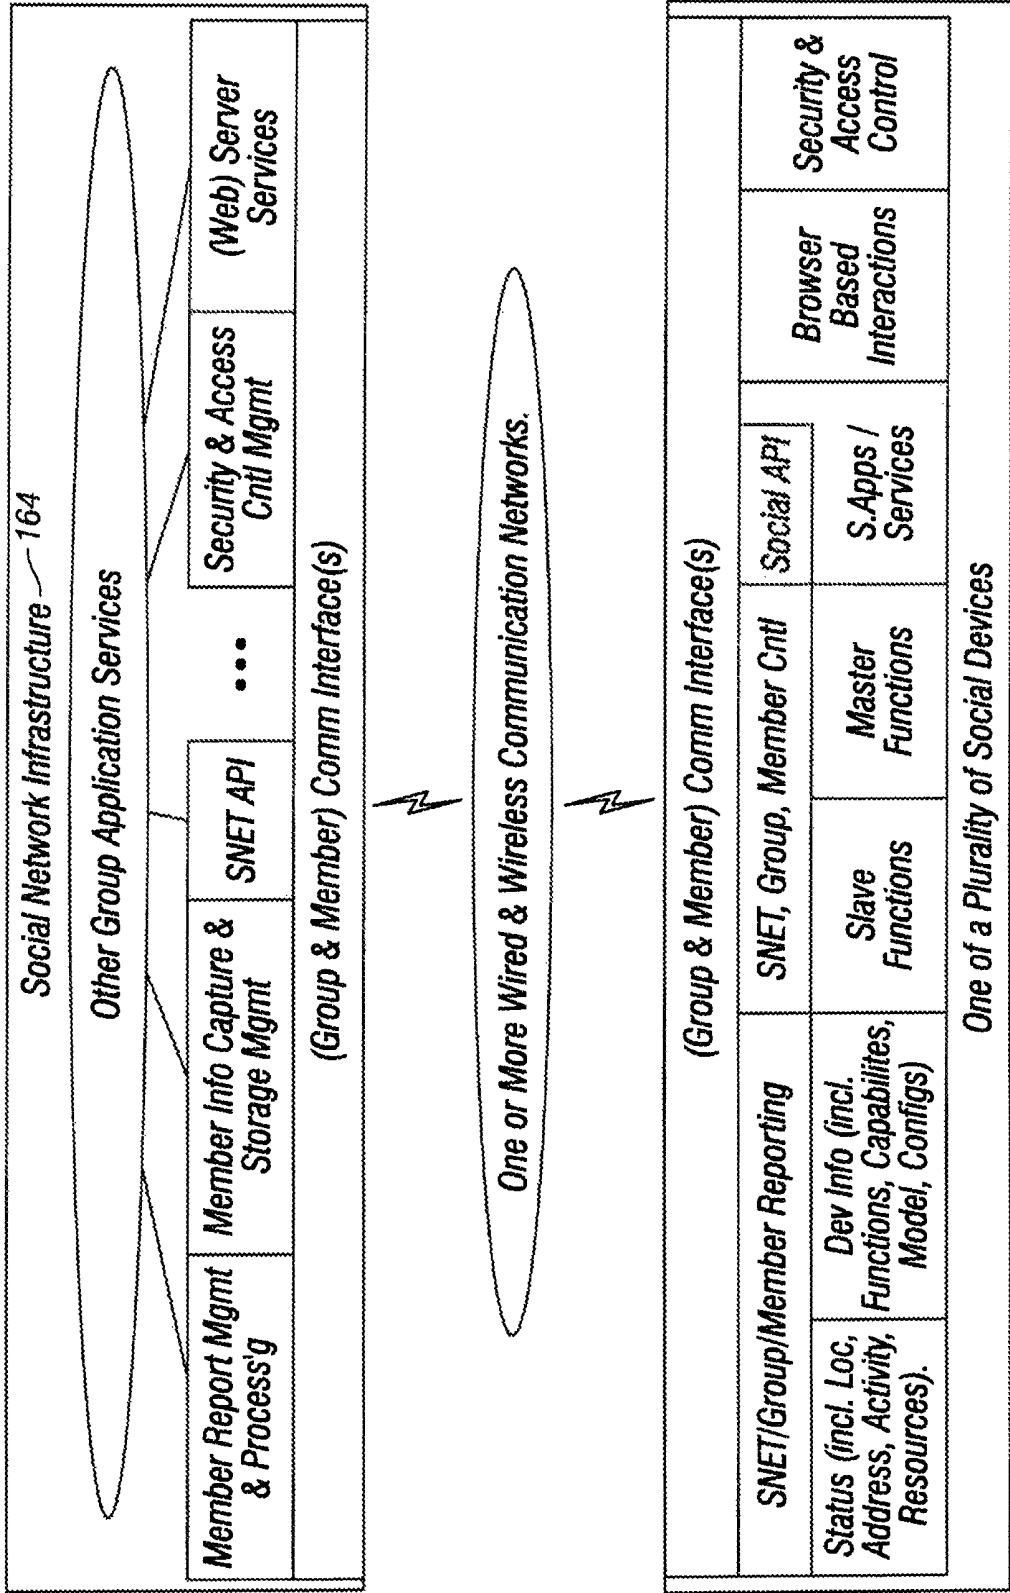 Social Network Infrastructure 164
Other Group Application Services
Member Report Mgmt
& Process'g
Member Info Capture &
Storage Mgmt
SNET API
...
Security & Access
Cntl Mgmt
(Web) Server
Services
((Group & Member) Comm Interface(s)
One or More Wired & Wireless Communication Networks.
((Group & Member) Comm Interface(s)
SNET/Group/Member Reporting
SNET, Group, Member Cntl
Social API
Status (incl. Loc,
Address, Activity,
Resources).
Dev Info (incl.
Functions, Capabilites,
Model, Configs)
Slave
Functions
Master
Functions
S.Apps /
Services
Browser
Based
Interactions
Security &
Access
Control
One of a Plurality of Social Devices